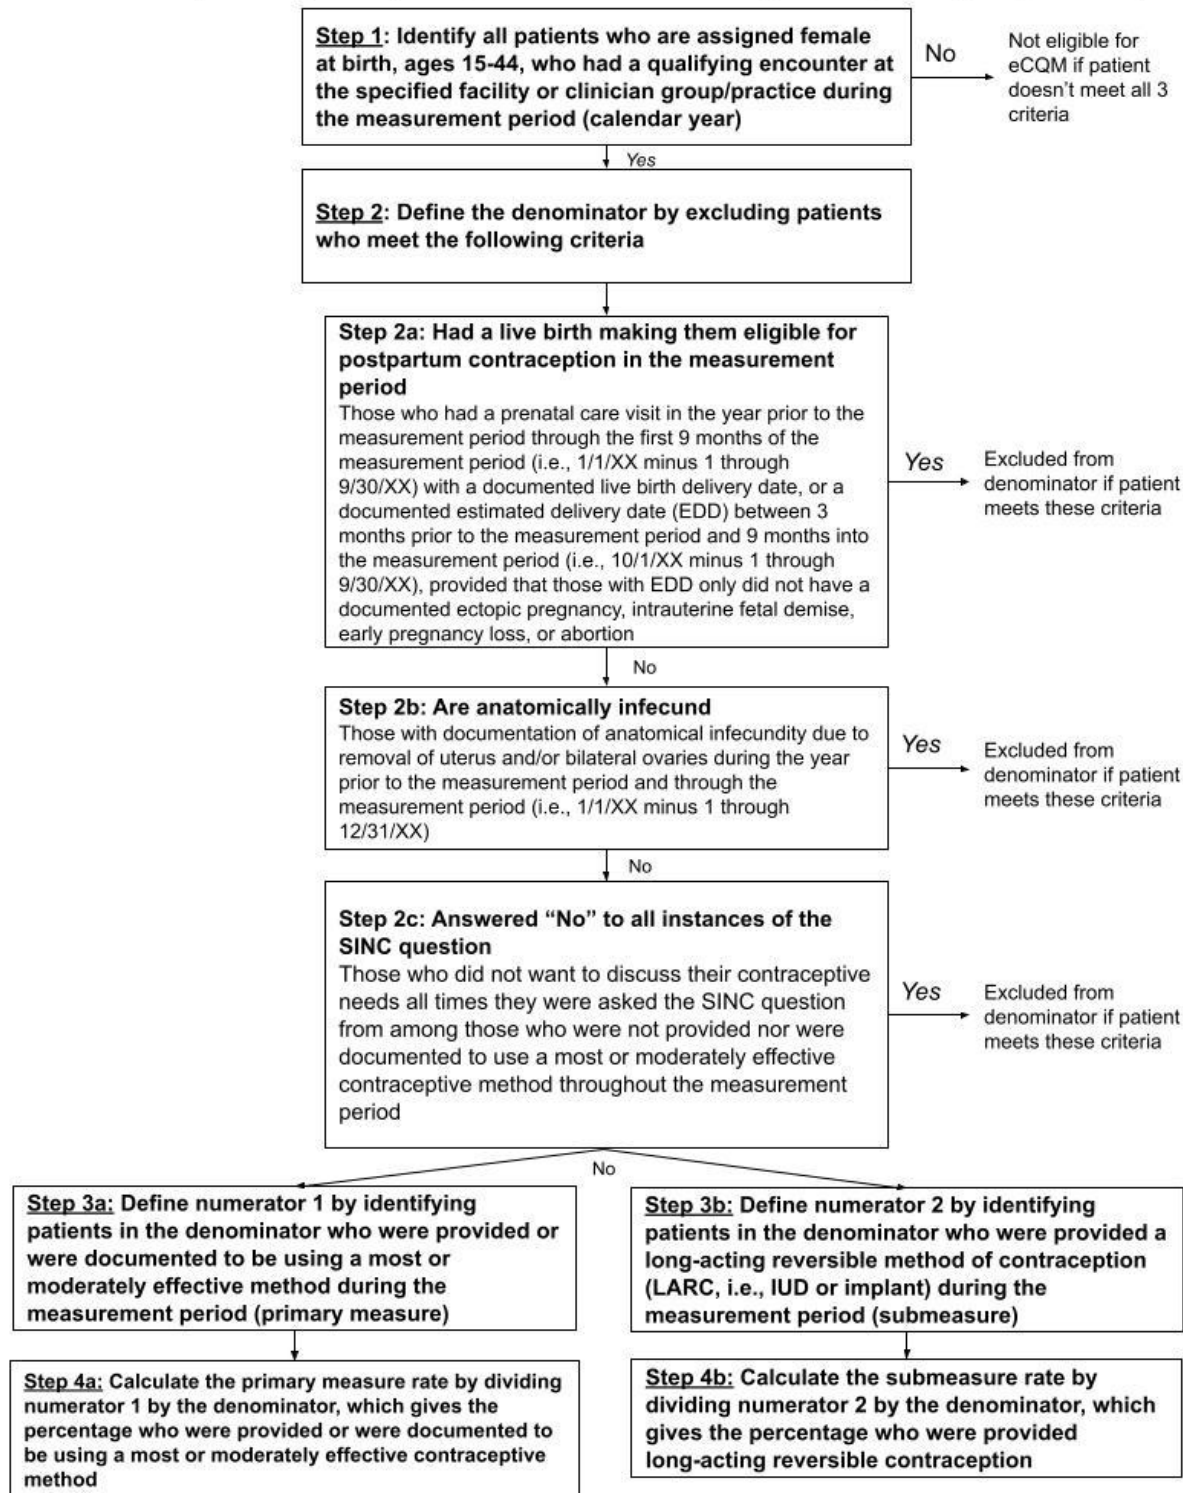 Step 1: Identify all patients who are assigned female
at birth, ages 15-44, who had a qualifying encounter at
the specified facility or clinician group/practice during
the measurement period (calendar year)
No
Not eligible for
eCQM if patient
doesn't meet all 3
criteria
Yes
Step 2: Define the denominator by excluding patients
who meet the following criteria
Step 2a: Had a live birth making them eligible for
postpartum contraception in the measurement
period
Those who had a prenatal care visit in the year prior to the
measurement period through the first 9 months of the
measurement period (i.e., 1/1/XX minus 1 through
9/30/XX) with a documented live birth delivery date, or a
documented estimated delivery date (EDD) between 3
months prior to the measurement period and 9 months into
the measurement period (i.e., 10/1/XX minus 1 through
9/30/XX), provided that those with EDD only did not have a
documented ectopic pregnancy, intrauterine fetal demise,
early pregnancy loss, or abortion
Yes
Excluded from
denominator if patient
meets these criteria
No
Step 2b: Are anatomically infecund
Those with documentation of anatomical infecundity due to
removal of uterus and/or bilateral ovaries during the year
prior to the measurement period and through the
measurement period (i.e., 1/1/XX minus 1 through
12/31/XX)
Yes
Excluded from
denominator if patient
meets these criteria
No
Step 2c: Answered “No” to all instances of the
SINC question
Those who did not want to discuss their contraceptive
needs all times they were asked the SINC question
from among those who were not provided nor were
documented to use a most or moderately effective
contraceptive method throughout the measurement
period
Yes
Excluded from
denominator if patient
meets these criteria
No
Step 3a: Define numerator 1 by identifying
patients in the denominator who were provided or
were documented to be using a most or
moderately effective method during the
measurement period (primary measure)
Step 3b: Define numerator 2 by identifying
patients in the denominator who were provided a
long-acting reversible method of contraception
(LARC, i.e., IUD or implant) during the
measurement period (submeasure)
Step 4a: Calculate the primary measure rate by dividing
numerator 1 by the denominator, which gives the
percentage who were provided or were documented to
be using a most or moderately effective contraceptive
method
Step 4b: Calculate the submeasure rate by
dividing numerator 2 by the denominator, which
gives the percentage who were provided
long-acting reversible contraception